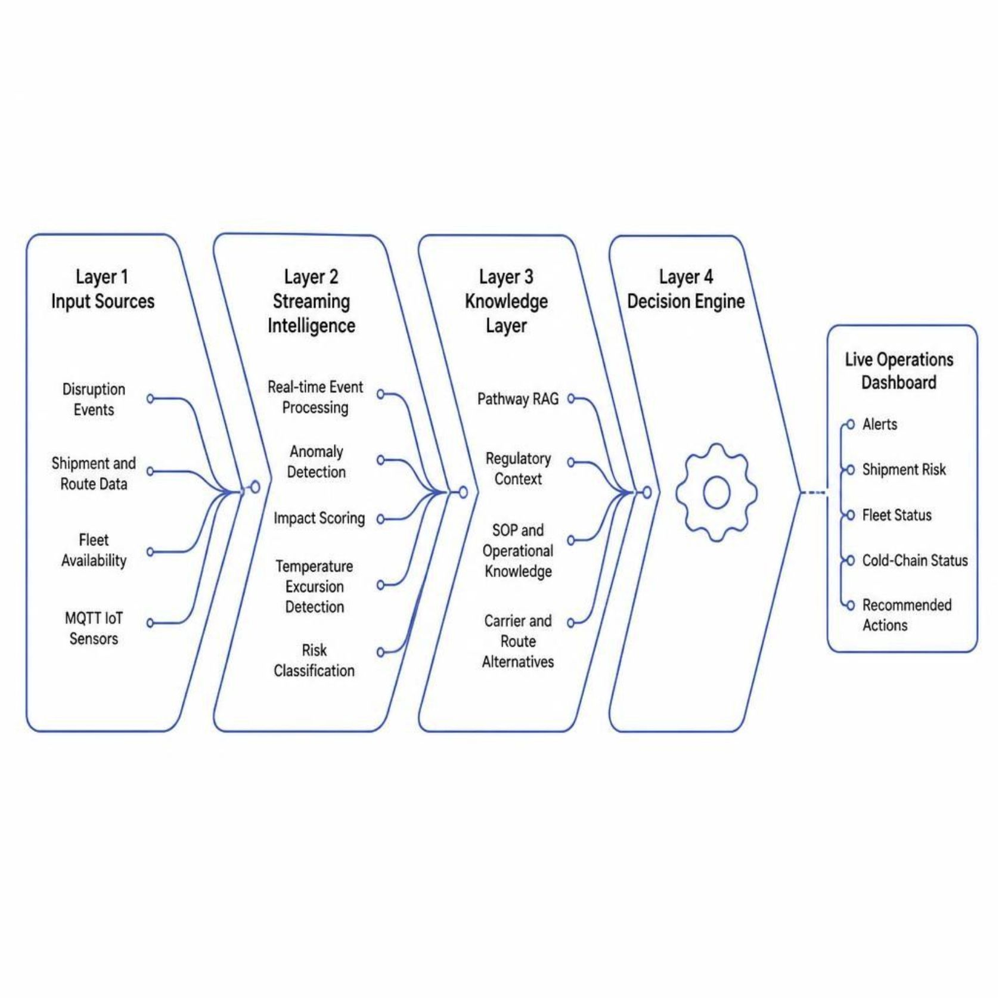 Layer 1
Input Sources
Disruption
Events
Shipment and
Route Data
Fleet
Availability
MQTT IoT
Sensors
Layer 2
Streaming
Intelligence
Real-time Event
Processing
Anomaly
Detection
Impact Scoring
Temperature
Excursion
Detection
Risk
Classification
Layer 3
Knowledge
Layer
Pathway RAG
Regulatory
Context
SOP and
Operational
Knowledge
Carrier and
Route
Alternatives
Layer 4
Decision Engine
Live Operations
Dashboard
Alerts
Shipment Risk
Fleet Status
Cold-Chain Status
Recommended
Actions